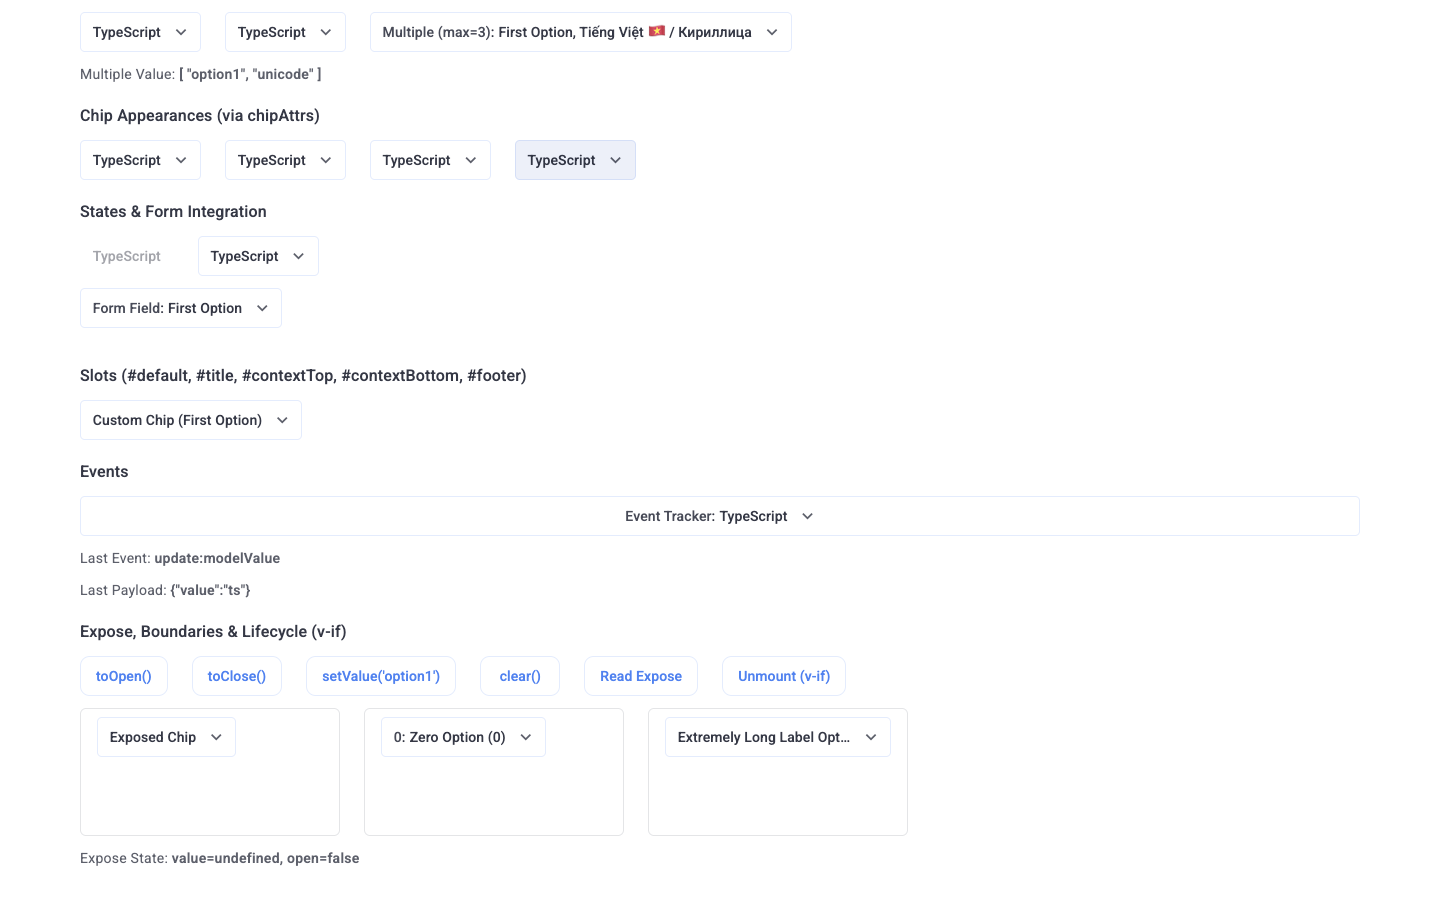 TypeScript TypeScript Multiple (max=3): First Option, Tiếng Việt 🇻🇳 / Кириллица
Multiple Value: [ "option1", "unicode" ]
Chip Appearances (via chipAttrs)
TypeScript TypeScript TypeScript TypeScript
States & Form Integration
TypeScript TypeScript
Form Field: First Option
Slots (#default, #title, #contextTop, #contextBottom, #footer)
Custom Chip (First Option)
Events
Event Tracker: TypeScript
Last Event: update:modelValue
Last Payload: {"value":"ts"}
Expose, Boundaries & Lifecycle (v-if)
toOpen() toClose() setValue('option1') clear() Read Expose Unmount (v-if)
Exposed Chip 0: Zero Option (0) Extremely Long Label Opt...
Expose State: value=undefined, open=false